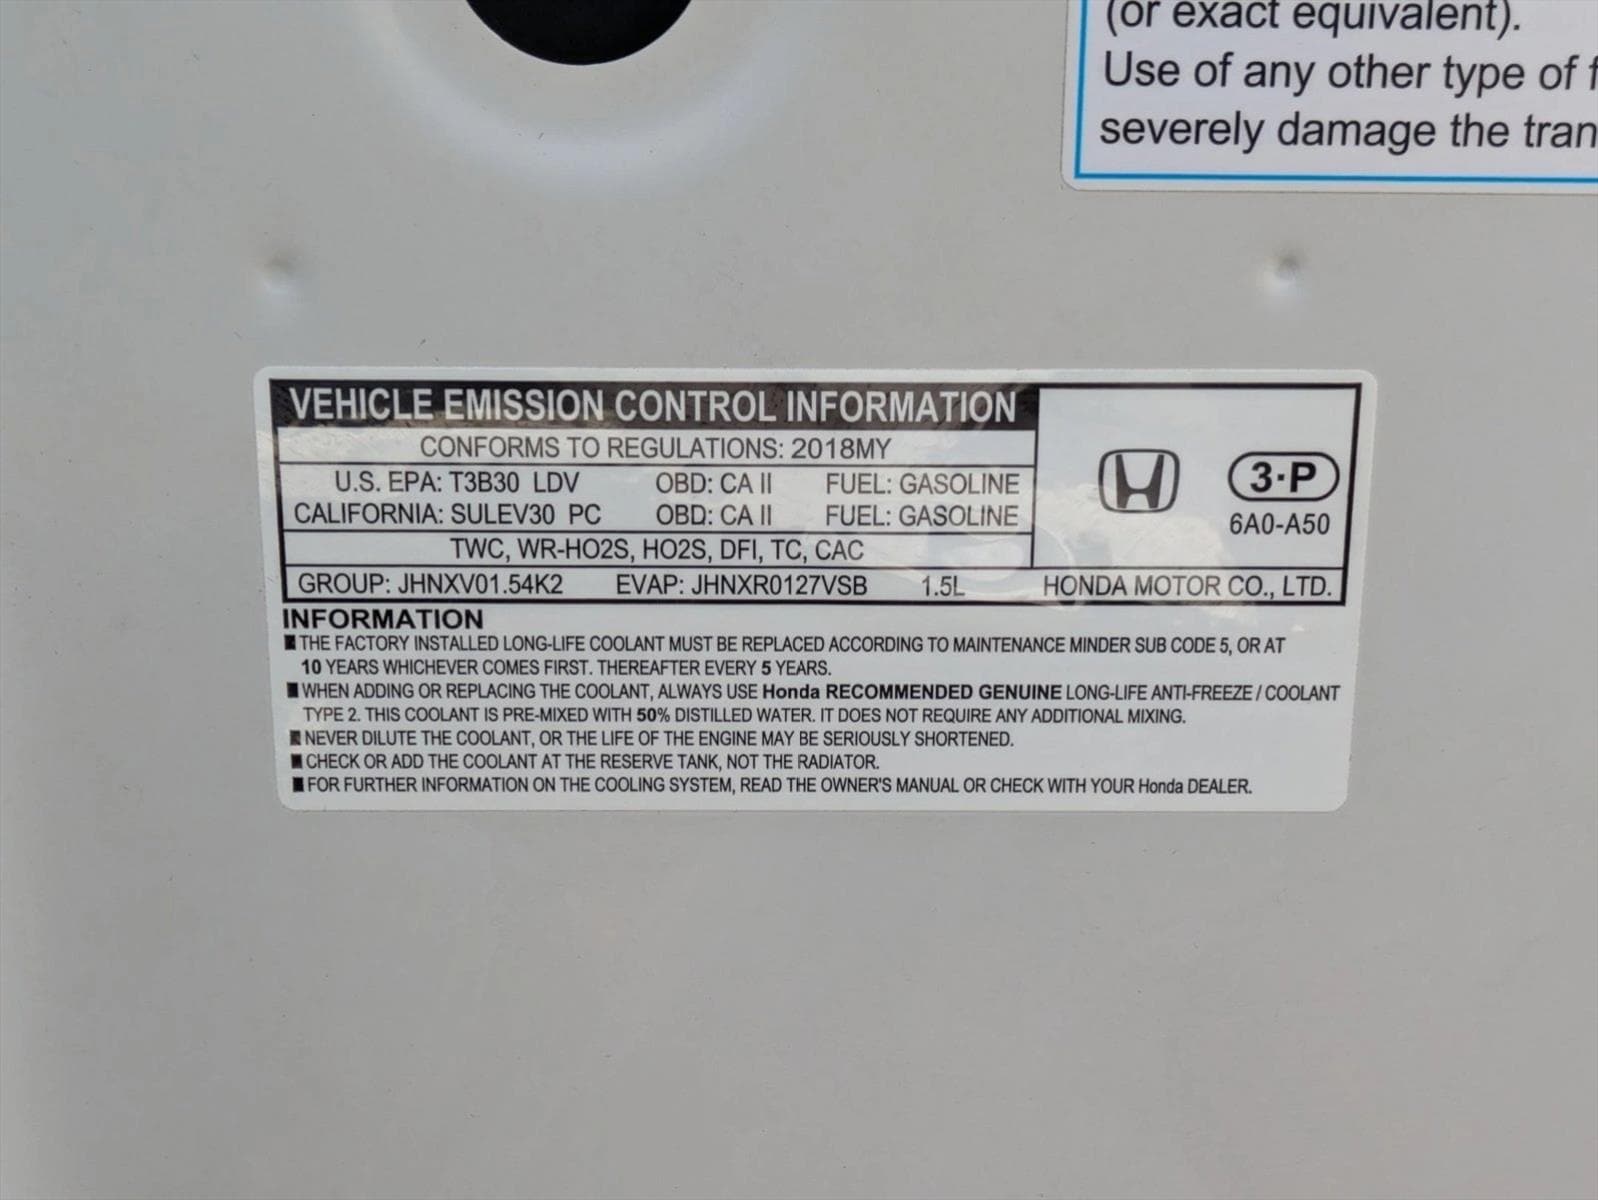 (or exact equivalent).
Use of any other type of f
severely damage the tran
VEHICLE EMISSION CONTROL INFORMATION
CONFORMS TO REGULATIONS: 2018MY
U.S. EPA: T3B30 LDV OBD: CA II FUEL: GASOLINE
CALIFORNIA: SULEV30 PC OBD: CA II FUEL: GASOLINE
TWC, WR-HO2S, HO2S, DFI, TC, CAC
3·P
6A0-A50
GROUP: JHNXV01.54K2 EVAP: JHNXR0127VSB 1.5L HONDA MOTOR CO., LTD.
INFORMATION
■ THE FACTORY INSTALLED LONG-LIFE COOLANT MUST BE REPLACED ACCORDING TO MAINTENANCE MINDER SUB CODE 5, OR AT
10 YEARS WHICHEVER COMES FIRST. THEREAFTER EVERY 5 YEARS.
■ WHEN ADDING OR REPLACING THE COOLANT, ALWAYS USE Honda RECOMMENDED GENUINE LONG-LIFE ANTI-FREEZE / COOLANT
TYPE 2. THIS COOLANT IS PRE-MIXED WITH 50% DISTILLED WATER. IT DOES NOT REQUIRE ANY ADDITIONAL MIXING.
■ NEVER DILUTE THE COOLANT, OR THE LIFE OF THE ENGINE MAY BE SERIOUSLY SHORTENED.
■ CHECK OR ADD THE COOLANT AT THE RESERVE TANK, NOT THE RADIATOR.
■ FOR FURTHER INFORMATION ON THE COOLING SYSTEM, READ THE OWNER'S MANUAL OR CHECK WITH YOUR Honda DEALER.